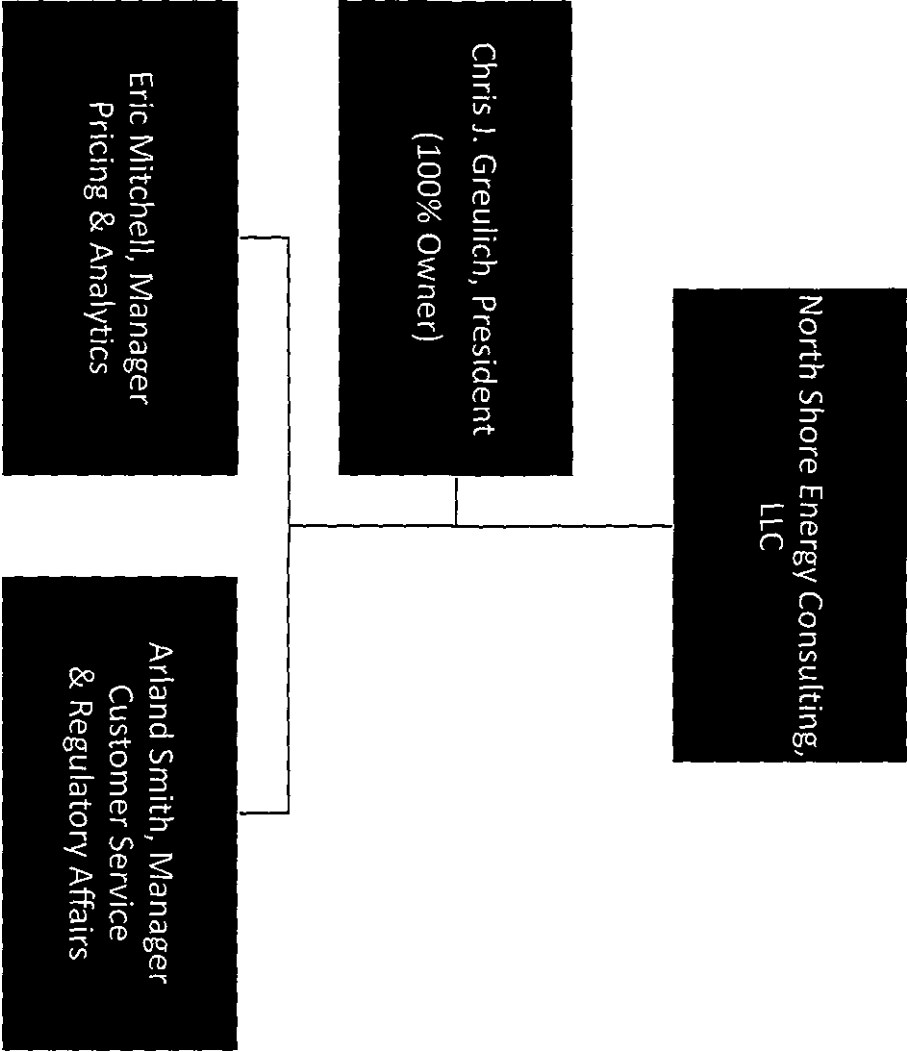 North Shore Energy Consulting,
LLC
Chris J. Greulich, President
(100% Owner)
Eric Mitchell, Manager
Pricing & Analytics
Arland Smith, Manager
Customer Service
& Regulatory Affairs